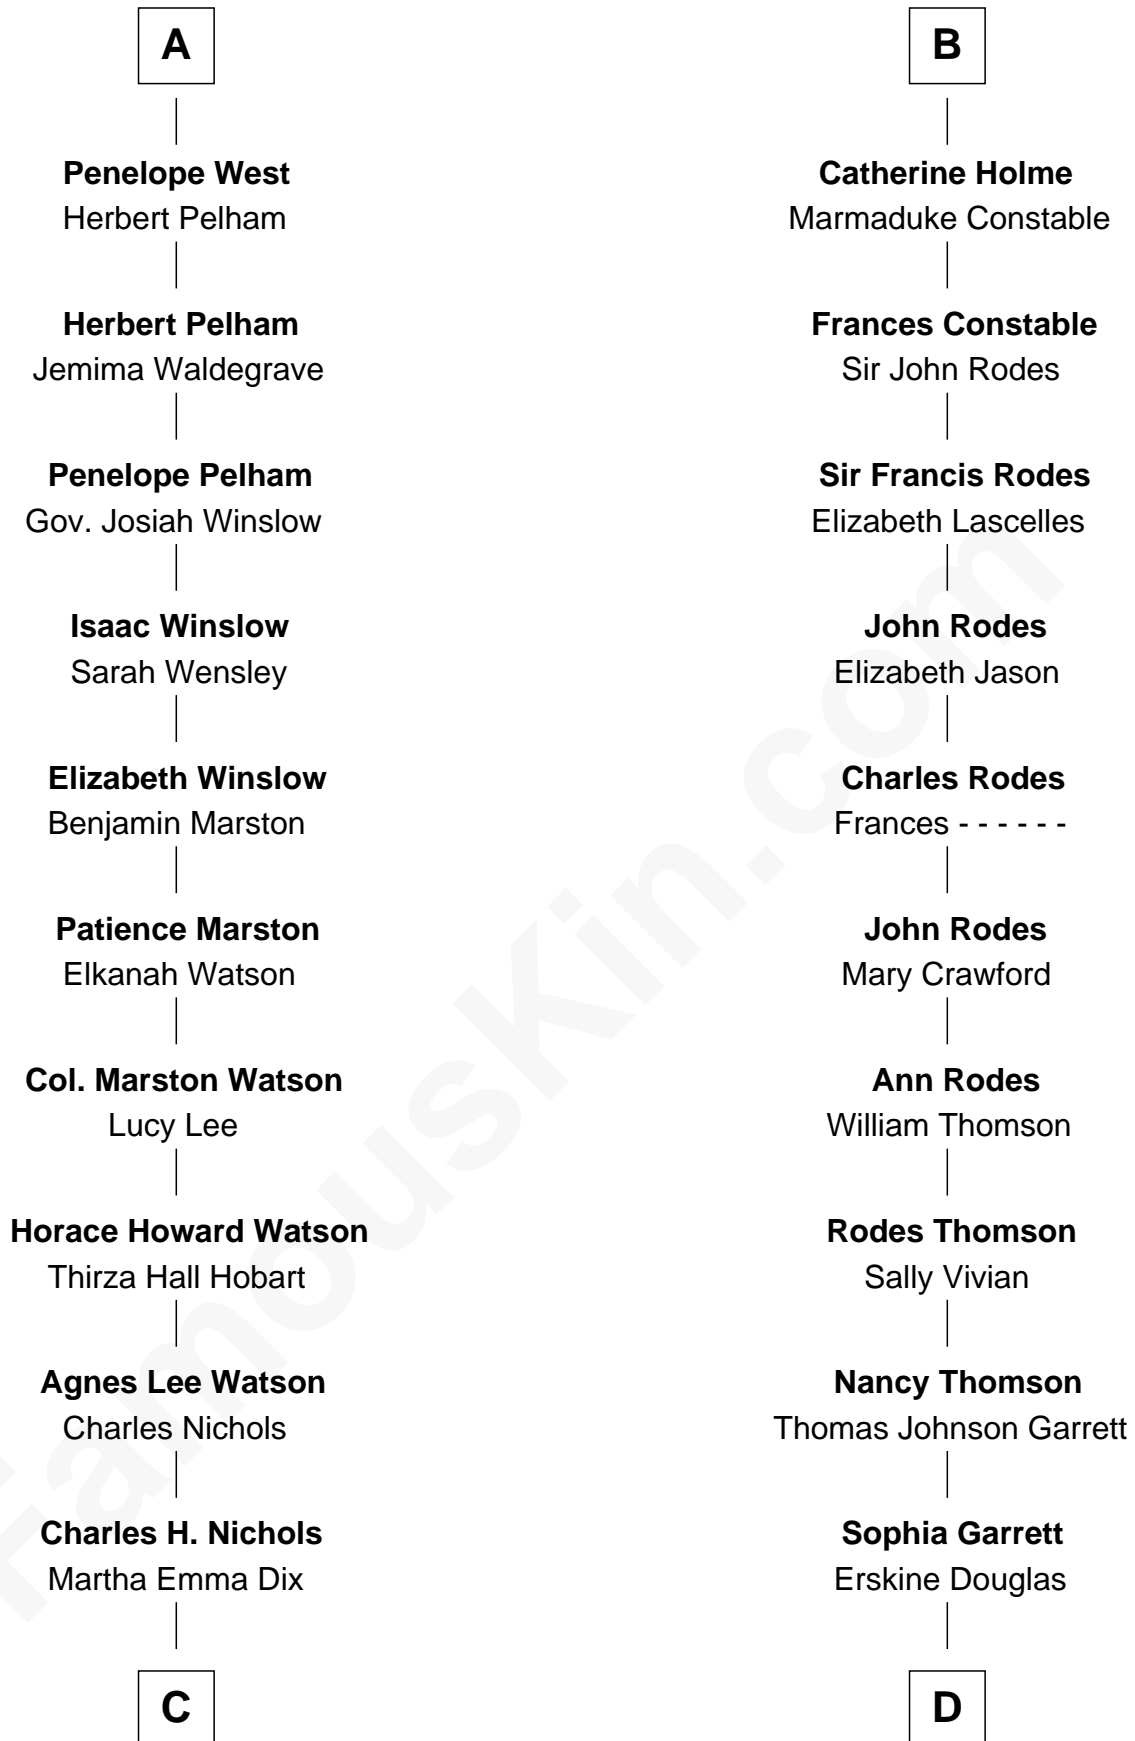 A
Penelope West
Herbert Pelham
Herbert Pelham
Jemima Waldegrave
Penelope Pelham
Gov. Josiah Winslow
Isaac Winslow
Sarah Wensley
Elizabeth Winslow
Benjamin Marston
Patience Marston
Elkanah Watson
Col. Marston Watson
Lucy Lee
Horace Howard Watson
Thirza Hall Hobart
Agnes Lee Watson
Charles Nichols
Charles H. Nichols
Martha Emma Dix
C
B
Catherine Holme
Marmaduke Constable
Frances Constable
Sir John Rodes
Sir Francis Rodes
Elizabeth Lascelles
John Rodes
Elizabeth Jason
Charles Rodes
Frances - - - - - -
John Rodes
Mary Crawford
Ann Rodes
William Thomson
Rodes Thomson
Sally Vivian
Nancy Thomson
Thomas Johnson Garrett
Sophia Garrett
Erskine Douglas
D
FamousKin.com